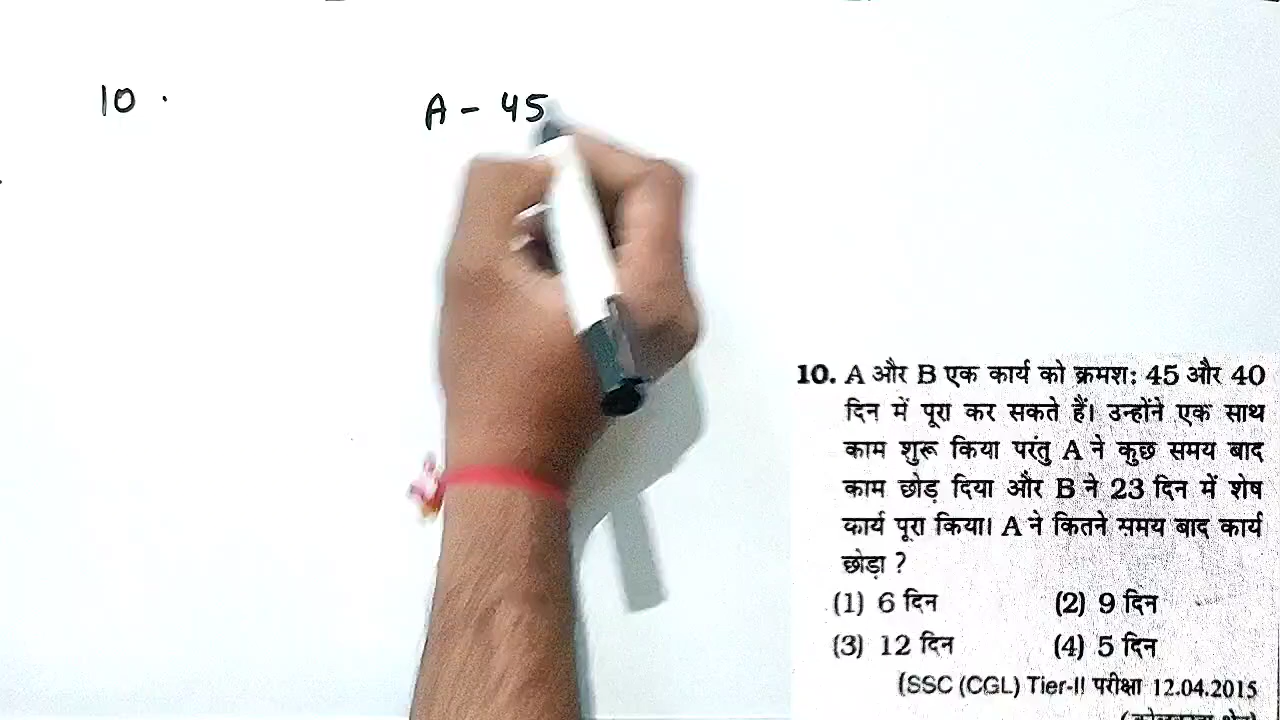 10 .
A - 45
10. A और B एक कार्य को क्रमश: 45 और 40
दिन में पूरा कर सकते हैं। उन्होंने एक साथ
काम शुरू किया परंतु A ने कुछ समय बाद
काम छोड़ दिया और B ने 23 दिन में शेष
कार्य पूरा किया। A ने कितने समय बाद कार्य
छोड़ा ?
(1) 6 दिन (2) 9 दिन
(3) 12 दिन (4) 5 दिन
(SSC (CGL) Tier-II परीक्षा 12.04.2015